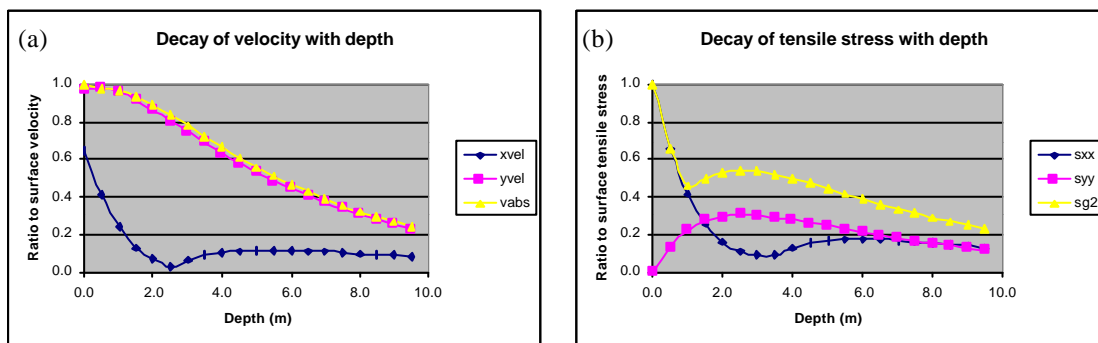 (a)
Decay of velocity with depth
Ratio to surface velocity
1.0
0.8
0.6
0.4
0.2
0.0
0.0 2.0 4.0 6.0 8.0 10.0
Depth (m)
xvel
yvel
vabs
(b)
Decay of tensile stress with depth
Ratio to surface tensile stress
1.0
0.8
0.6
0.4
0.2
0.0
0.0 2.0 4.0 6.0 8.0 10.0
Depth (m)
sxx
syy
sg2